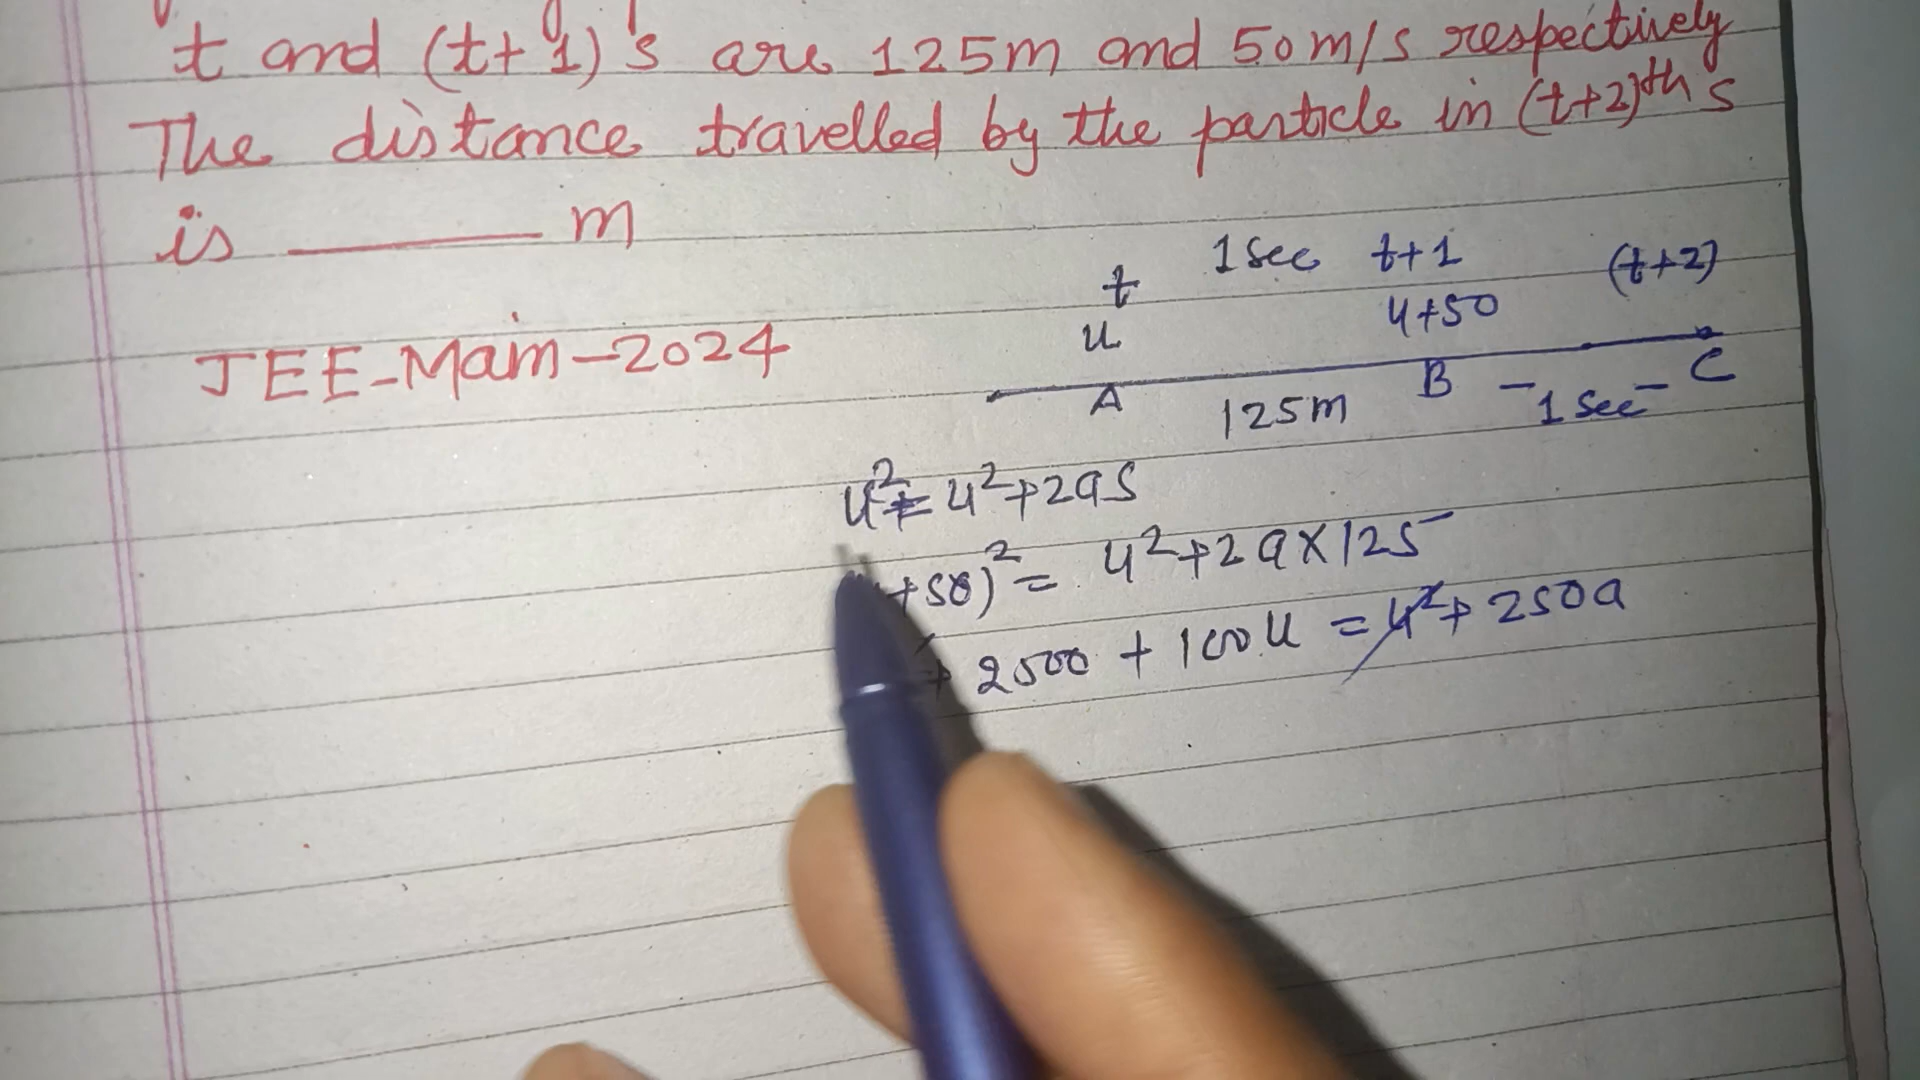 t and (t+1)'s are 125m and 50m/s respectively
The distance travelled by the particle in (t+2)th s
is ______ m
JEE-Main-2024
t 1sec t+1 (t+2)
u u+50
A 125m B -1sec- C
u²=u²+2as
+50)² = u²+2a×125
+ 2500 + 100u = u²+250a